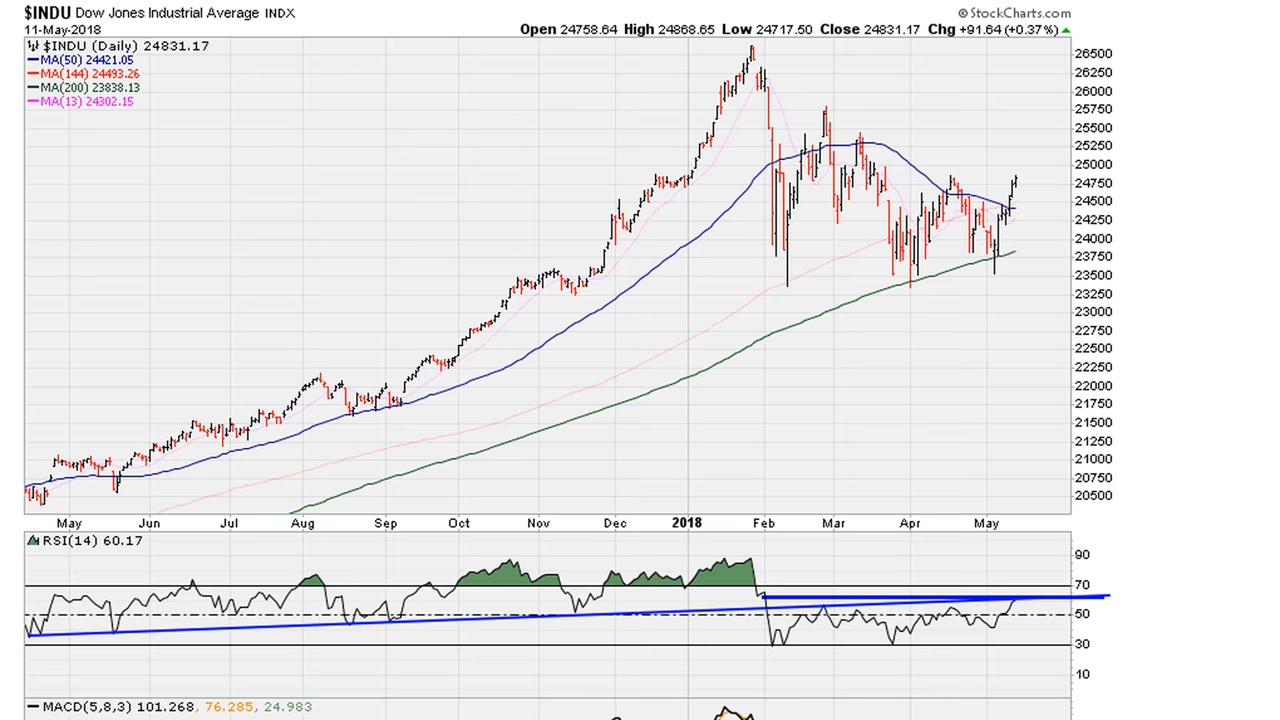 $INDU Dow Jones Industrial Average INDX
© StockCharts.com
11-May-2018
Open 24758.64 High 24868.65 Low 24717.50 Close 24831.17 Chg +91.64 (+0.37%)
$INDU (Daily) 24831.17
MA(50) 24421.05
MA(144) 24493.26
MA(200) 23838.13
MA(13) 24302.15
26500
26250
26000
25750
25500
25250
25000
24750
24500
24250
24000
23750
23500
23250
23000
22750
22500
22250
22000
21750
21500
21250
21000
20750
20500
May Jun Jul Aug Sep Oct Nov Dec 2018 Feb Mar Apr May
RSI(14) 60.17
90
70
50
30
10
MACD(5,8,3) 101.268, 76.285, 24.983